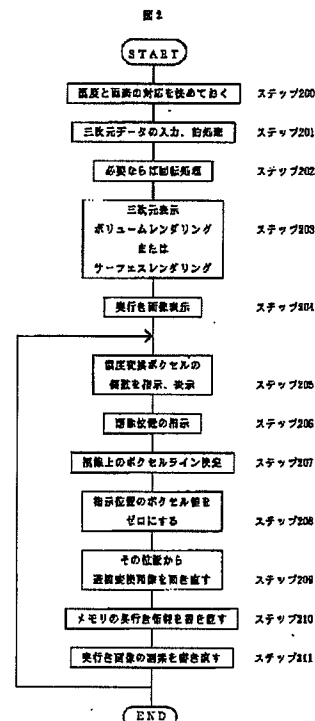 図2
START
濃度と画素の対応を決めておく ステップ200
三次元データの入力、前処理 ステップ201
必要ならば回転処理 ステップ202
三次元表示
ボリュームレンダリング
または
サーフェスレンダリング ステップ203
奥行き画像表示 ステップ204
濃度変換ボクセルの
個数を指示、表示 ステップ205
画像位置の指示 ステップ206
視線上のボクセルライン決定 ステップ207
指示位置のボクセル値を
ゼロにする ステップ208
その位置から
画像を書き直す ステップ209
メモリの奥行き情報を書き直す ステップ210
奥行き画像の画素を書き直す ステップ211
END